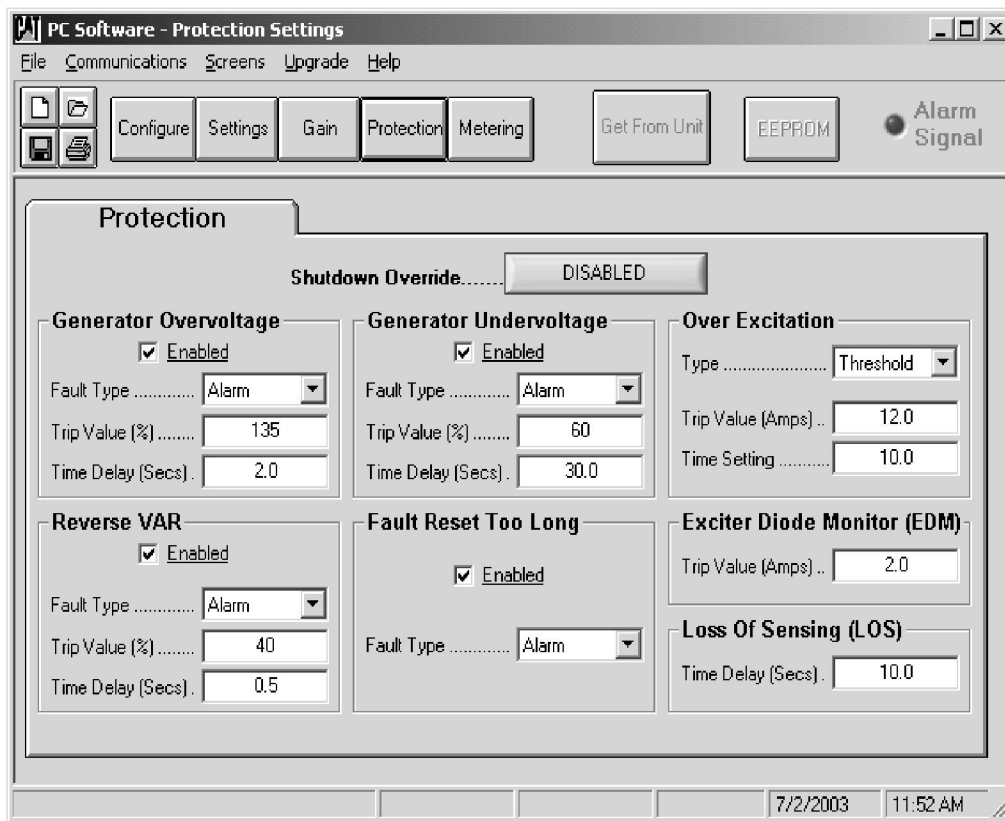 PC Software - Protection Settings
File Communications Screens Upgrade Help
Configure Settings Gain Protection Metering Get From Unit EEPROM Alarm Signal
Protection
Shutdown Override....... DISABLED
Generator Overvoltage
Enabled
Fault Type ............. Alarm
Trip Value (%) ........ 135
Time Delay (Secs) . 2.0
Generator Undervoltage
Enabled
Fault Type ............. Alarm
Trip Value (%) ........ 60
Time Delay (Secs) . 30.0
Over Excitation
Type ...................... Threshold
Trip Value (Amps) .. 12.0
Time Setting ........... 10.0
Reverse VAR
Enabled
Fault Type ............. Alarm
Trip Value (%) ........ 40
Time Delay (Secs) . 0.5
Fault Reset Too Long
Enabled
Fault Type ............. Alarm
Exciter Diode Monitor (EDM)
Trip Value (Amps) .. 2.0
Loss Of Sensing (LOS)
Time Delay (Secs) . 10.0
7/2/2003 11:52 AM